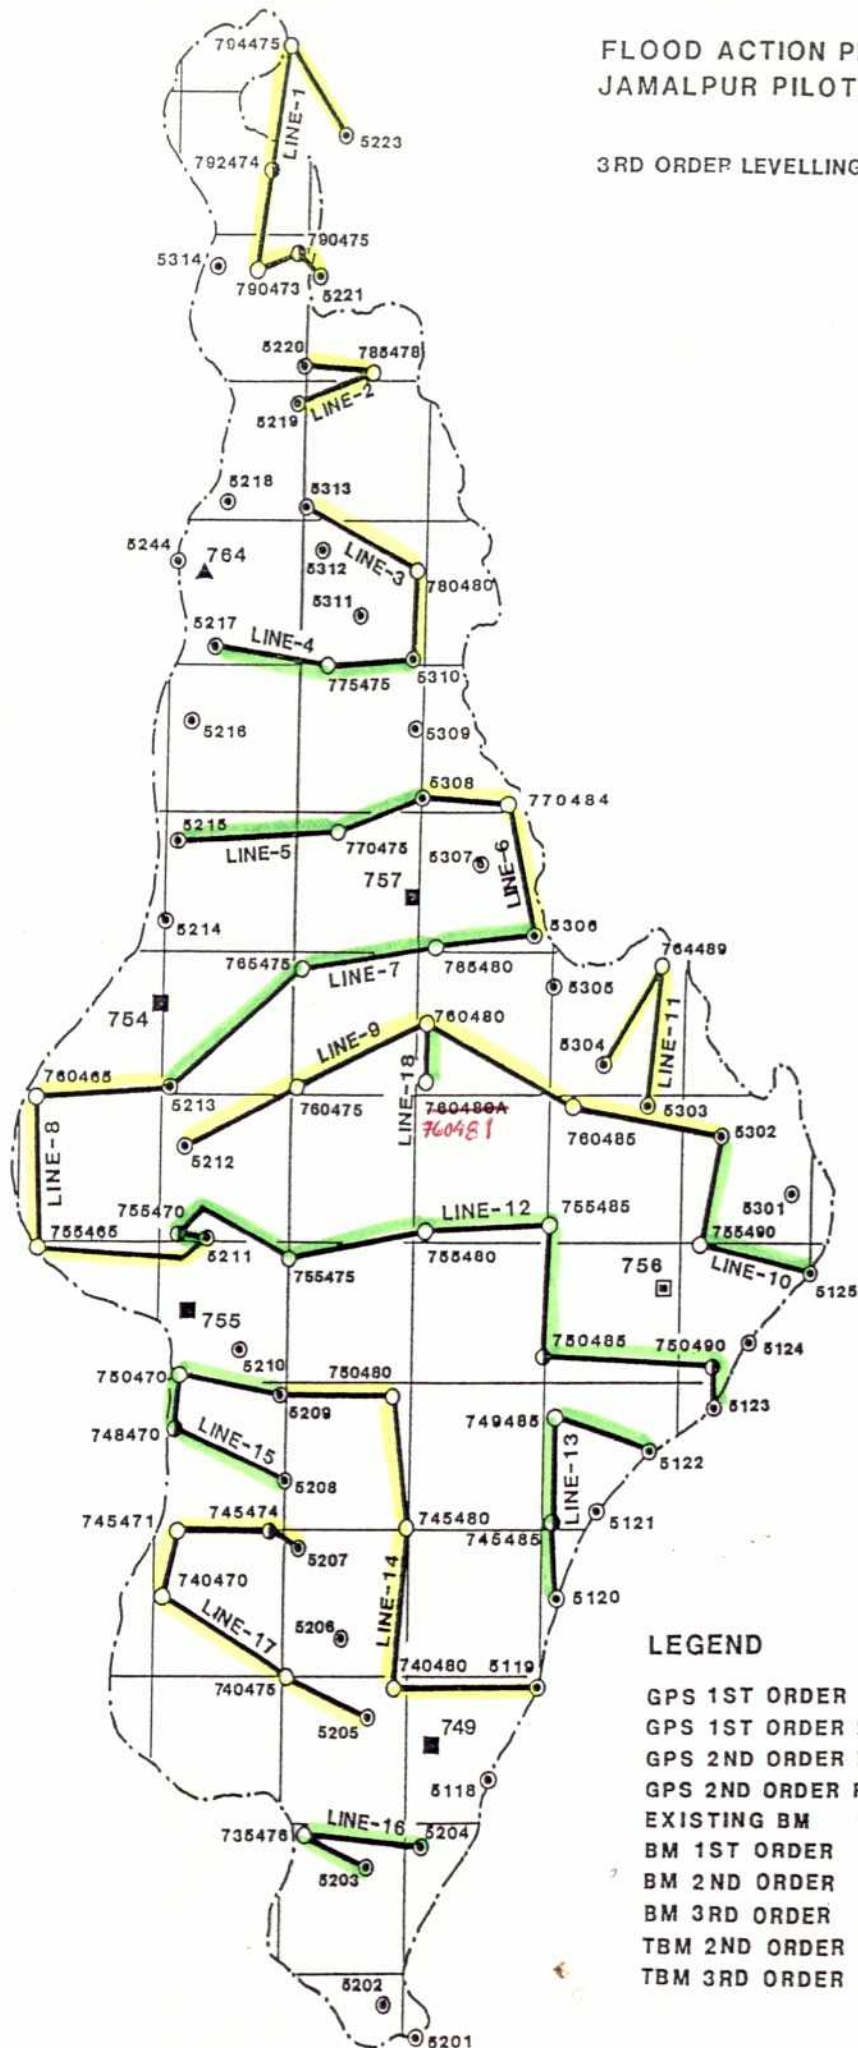 FLOOD ACTION P
JAMALPUR PILOT
3RD ORDER LEVELLING
794475
LINE-1
5223
792474
790475
5314
790473
5221
5220
785478
5219
LINE-2
5218
5313
5244
764
5312
LINE-3
780480
5311
5217
LINE-4
775475
5310
5216
5309
5308
770484
5215
LINE-5
770475
5307
LINE-6
757
5214
5306
765475
LINE-7
765480
764489
5305
754
760480
LINE-9
5304
LINE-11
760465
LINE-18
5213
760475
760480A
760481
5303
760485
5302
LINE-8
5212
5301
755470
LINE-12
755485
755465
5211
755475
755480
755490
LINE-10
756
5125
755
5124
750485
750490
5210
750480
750470
5209
5123
748470
749485
LINE-15
LINE-13
5122
5208
745471
745474
745480
745485
5121
5207
740470
LINE-14
5120
LINE-17
5206
740480
5119
740475
5205
749
5118
LINE-16
735476
5204
5203
5202
5201
LEGEND
GPS 1ST ORDER
GPS 1ST ORDER
GPS 2ND ORDER
GPS 2ND ORDER
EXISTING BM
BM 1ST ORDER
BM 2ND ORDER
BM 3RD ORDER
TBM 2ND ORDER
TBM 3RD ORDER